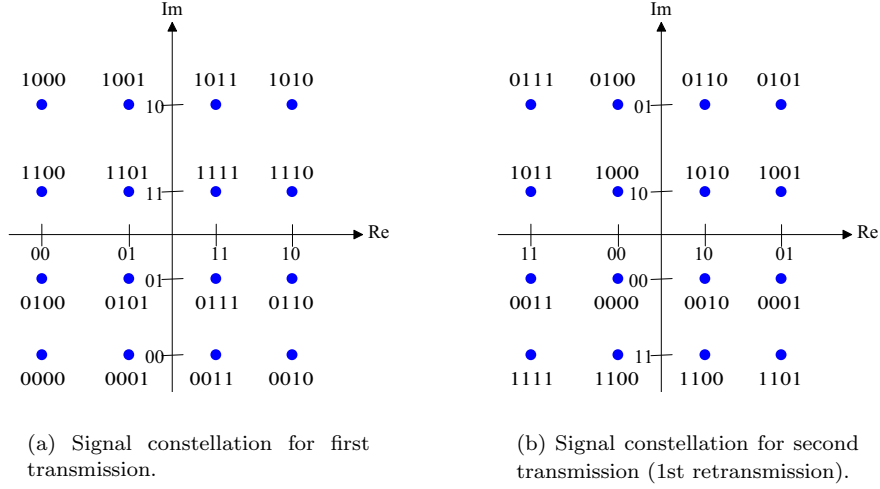 Im
1000 1001 1011 1010
10
1100 1101 1111 1110
11
Re
00 01 11 10
01
0100 0101 0111 0110
00
0000 0001 0011 0010
(a) Signal constellation for first
transmission.
Im
0111 0100 0110 0101
01
1011 1000 1010 1001
10
Re
11 00 10 01
00
0011 0000 0010 0001
11
1111 1100 1100 1101
(b) Signal constellation for second
transmission (1st retransmission).